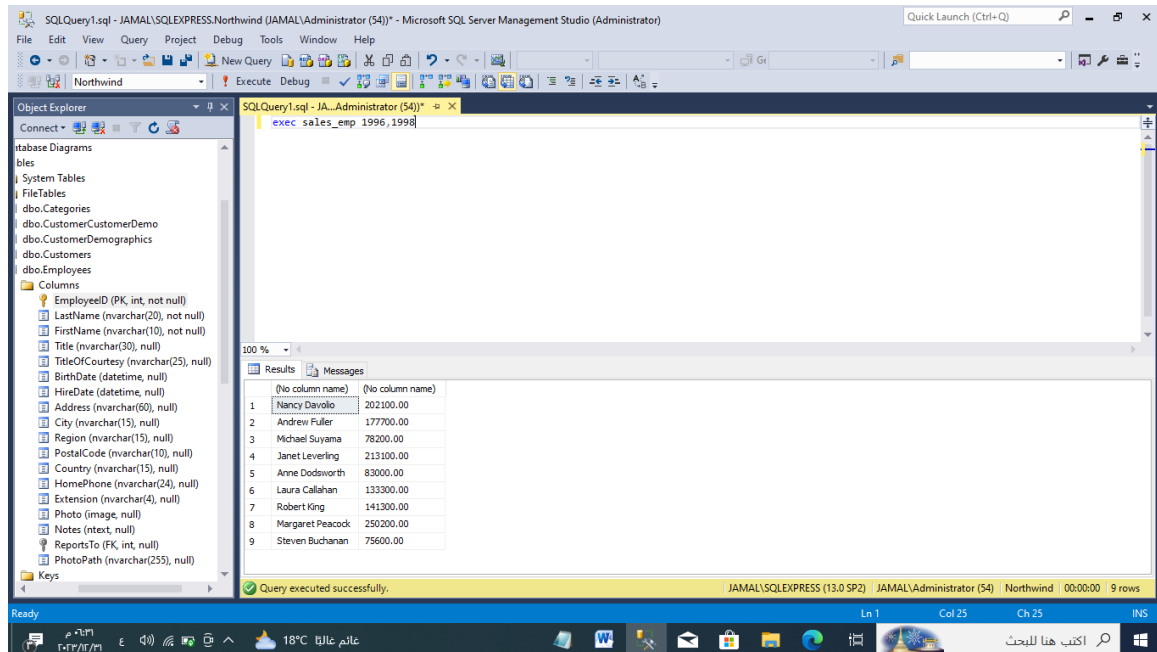 SQLQuery1.sql - JAMAL\SQLEXPRESS.Northwind (JAMAL\Administrator (54))* - Microsoft SQL Server Management Studio (Administrator)
Quick Launch (Ctrl+Q)
File Edit View Query Project Debug Tools Window Help
New Query
Northwind
Execute Debug
Object Explorer
SQLQuery1.sql - JA...Administrator (54))*
Connect
exec sales_emp 1996,1998
atabase Diagrams
bles
System Tables
FileTables
dbo.Categories
dbo.CustomerCustomerDemo
dbo.CustomerDemographics
dbo.Customers
dbo.Employees
Columns
EmployeeID (PK, int, not null)
LastName (nvarchar(20), not null)
FirstName (nvarchar(10), not null)
Title (nvarchar(30), null)
TitleOfCourtesy (nvarchar(25), null)
BirthDate (datetime, null)
HireDate (datetime, null)
Address (nvarchar(60), null)
City (nvarchar(15), null)
Region (nvarchar(15), null)
PostalCode (nvarchar(10), null)
Country (nvarchar(15), null)
HomePhone (nvarchar(24), null)
Extension (nvarchar(4), null)
Photo (image, null)
Notes (ntext, null)
ReportsTo (FK, int, null)
PhotoPath (nvarchar(255), null)
Keys
100 %
Results Messages
(No column name) (No column name)
1 Nancy Davolio 202100.00
2 Andrew Fuller 177700.00
3 Michael Suyama 78200.00
4 Janet Leverling 213100.00
5 Anne Dodsworth 83000.00
6 Laura Callahan 133300.00
7 Robert King 141300.00
8 Margaret Peacock 250200.00
9 Steven Buchanan 75600.00
Query executed successfully. JAMAL\SQLEXPRESS (13.0 SP2) JAMAL\Administrator (54) Northwind 00:00:00 9 rows
Ready Ln 1 Col 25 Ch 25 INS
اكتب هنا للبحث
18°C غائم غالبًا
ع
٠٦:٣١ م
٢٠٢٣/١٢/٣١